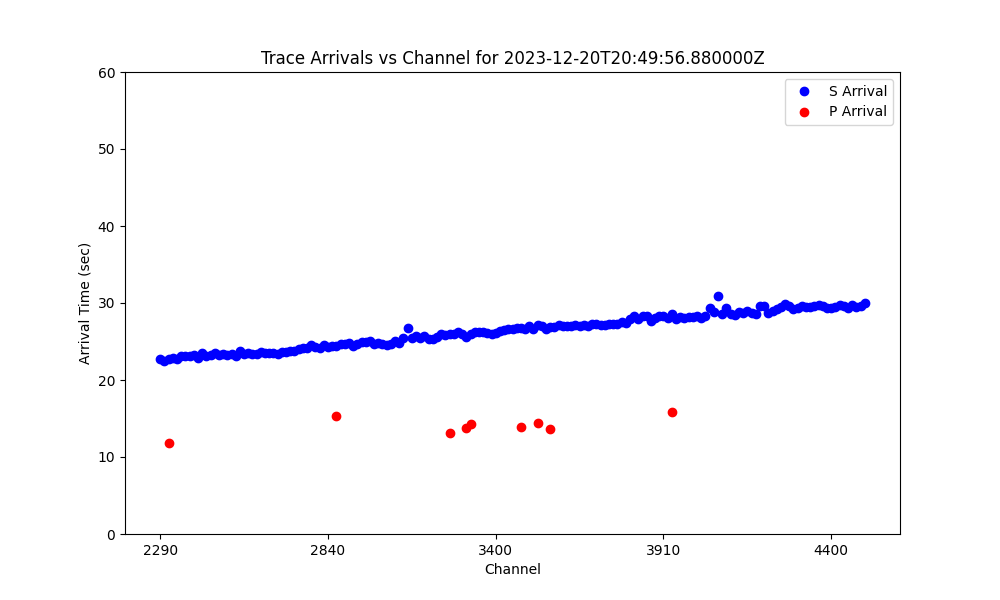 Trace Arrivals vs Channel for 2023-12-20T20:49:56.880000Z
S Arrival
P Arrival
60
50
40
30
20
10
0
Arrival Time (sec)
2290 2840 3400 3910 4400
Channel